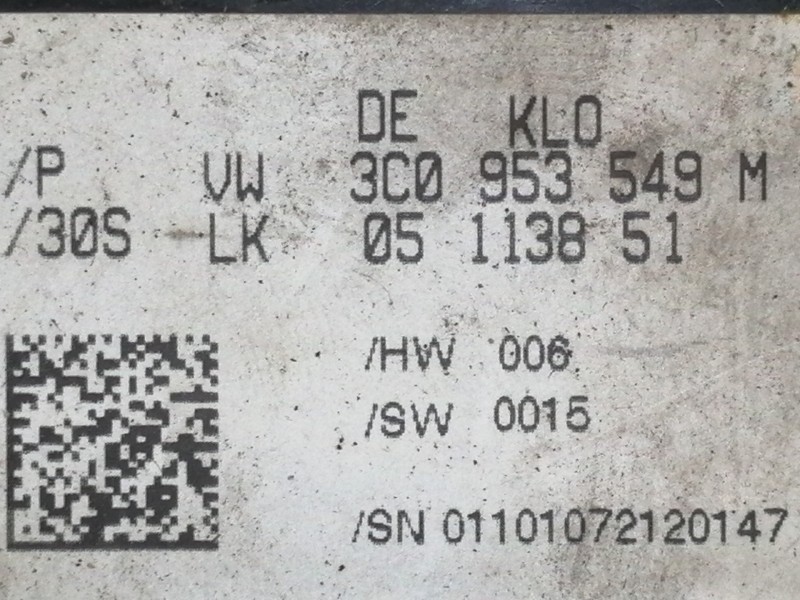 DE KLO
/P VW 3C0 953 549 M
/30S LK 05 1138 51
/HW 006
/SW 0015
/SN 01101072120147